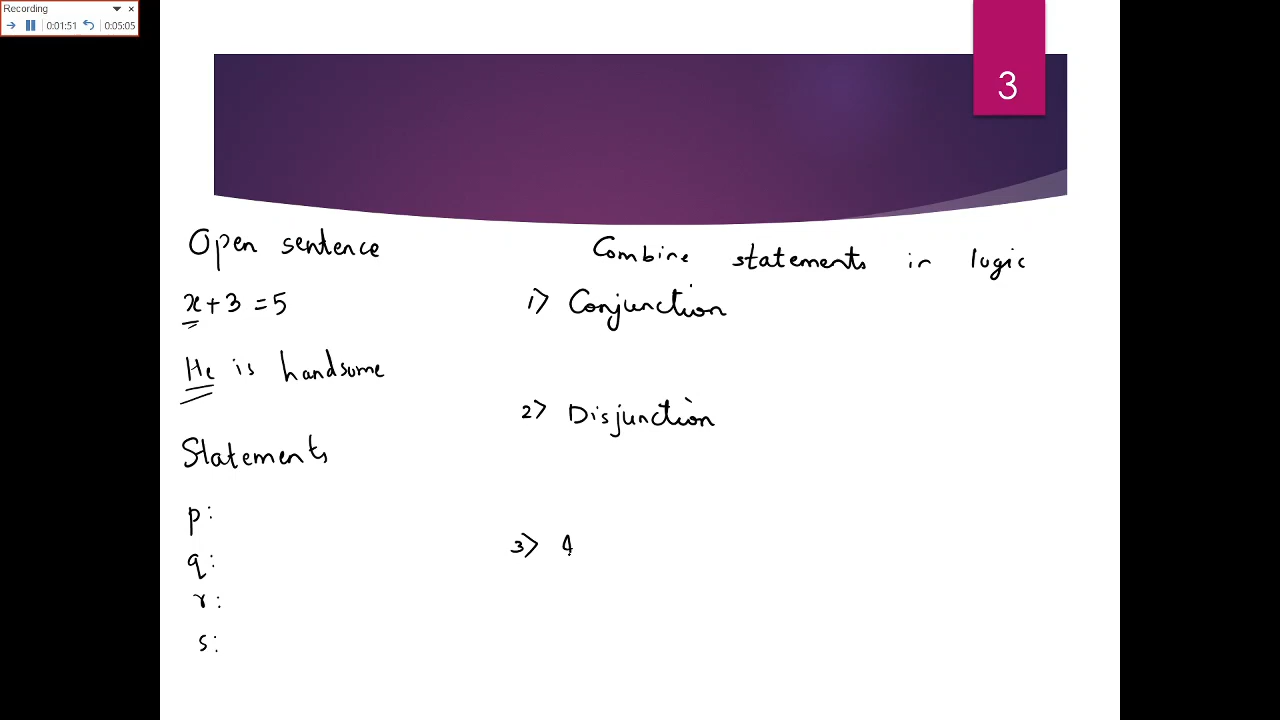 Recording
0:01:51 0:05:05
3
Open sentence
x + 3 = 5
He is handsome
Statements
p:
q:
r:
s:
Combine statements in logic
1) Conjunction
2) Disjunction
3)